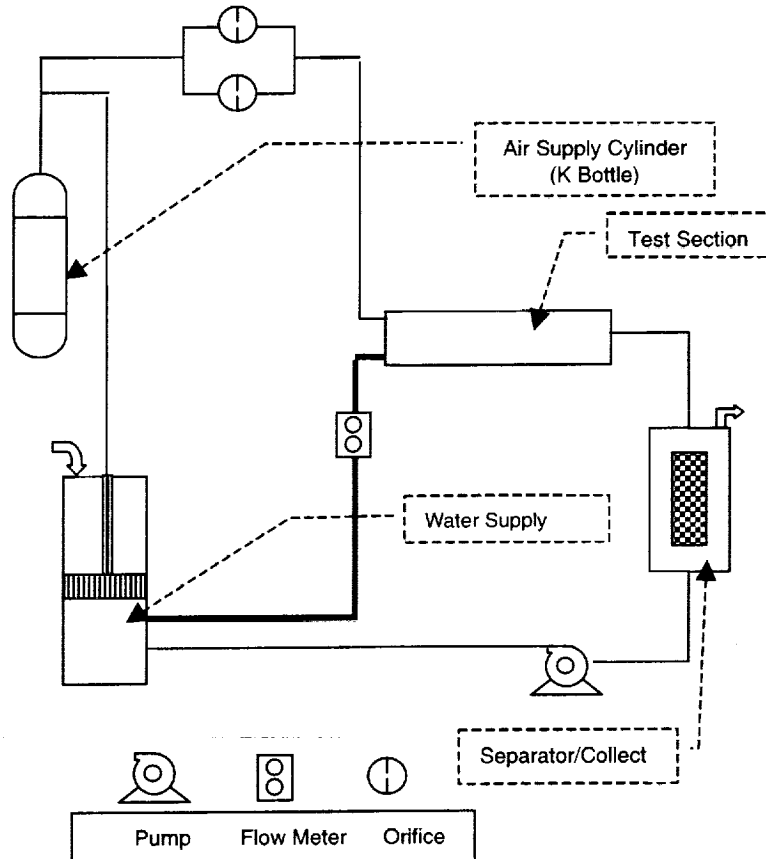 Air Supply Cylinder
(K Bottle)
Test Section
Water Supply
Separator/Collect
Pump Flow Meter Orifice